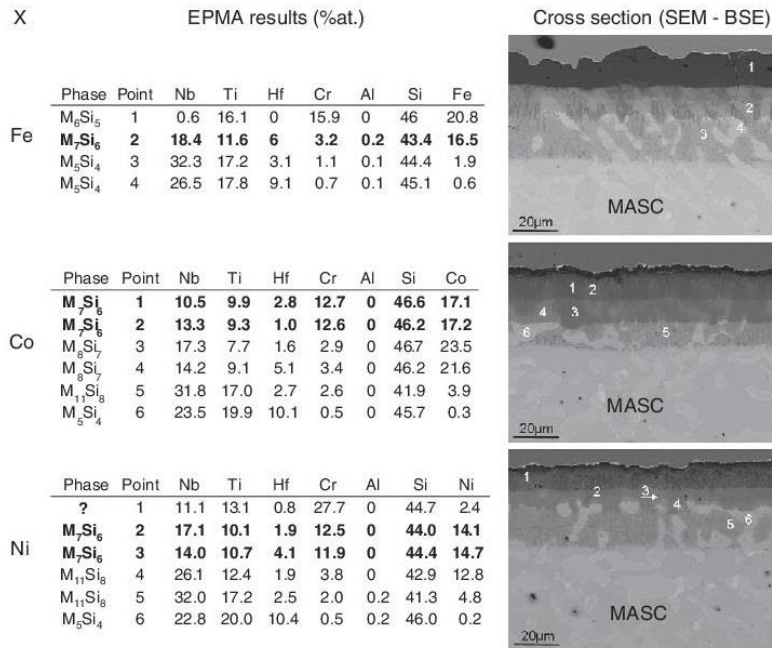 X EPMA results (%at.) Cross section (SEM - BSE)
Fe
Phase Point Nb Ti Hf Cr Al Si Fe
M6Si5 1 0.6 16.1 0 15.9 0 46 20.8
M7Si6 2 18.4 11.6 6 3.2 0.2 43.4 16.5
M5Si4 3 32.3 17.2 3.1 1.1 0.1 44.4 1.9
M5Si4 4 26.5 17.8 9.1 0.7 0.1 45.1 0.6
1
2
3 4
MASC
20µm
Co
Phase Point Nb Ti Hf Cr Al Si Co
M7Si6 1 10.5 9.9 2.8 12.7 0 46.6 17.1
M7Si6 2 13.3 9.3 1.0 12.6 0 46.2 17.2
M8Si7 3 17.3 7.7 1.6 2.9 0 46.7 23.5
M8Si7 4 14.2 9.1 5.1 3.4 0 46.2 21.6
M11Si8 5 31.8 17.0 2.7 2.6 0 41.9 3.9
M5Si4 6 23.5 19.9 10.1 0.5 0 45.7 0.3
1 2
4 3
6 5
MASC
20µm
Ni
Phase Point Nb Ti Hf Cr Al Si Ni
? 1 11.1 13.1 0.8 27.7 0 44.7 2.4
M7Si6 2 17.1 10.1 1.9 12.5 0 44.0 14.1
M7Si6 3 14.0 10.7 4.1 11.9 0 44.4 14.7
M11Si8 4 26.1 12.4 1.9 3.8 0 42.9 12.8
M11Si8 5 32.0 17.2 2.5 2.0 0.2 41.3 4.8
M5Si4 6 22.8 20.0 10.4 0.5 0.2 46.0 0.2
1
2 3 4
5 6
MASC
20µm